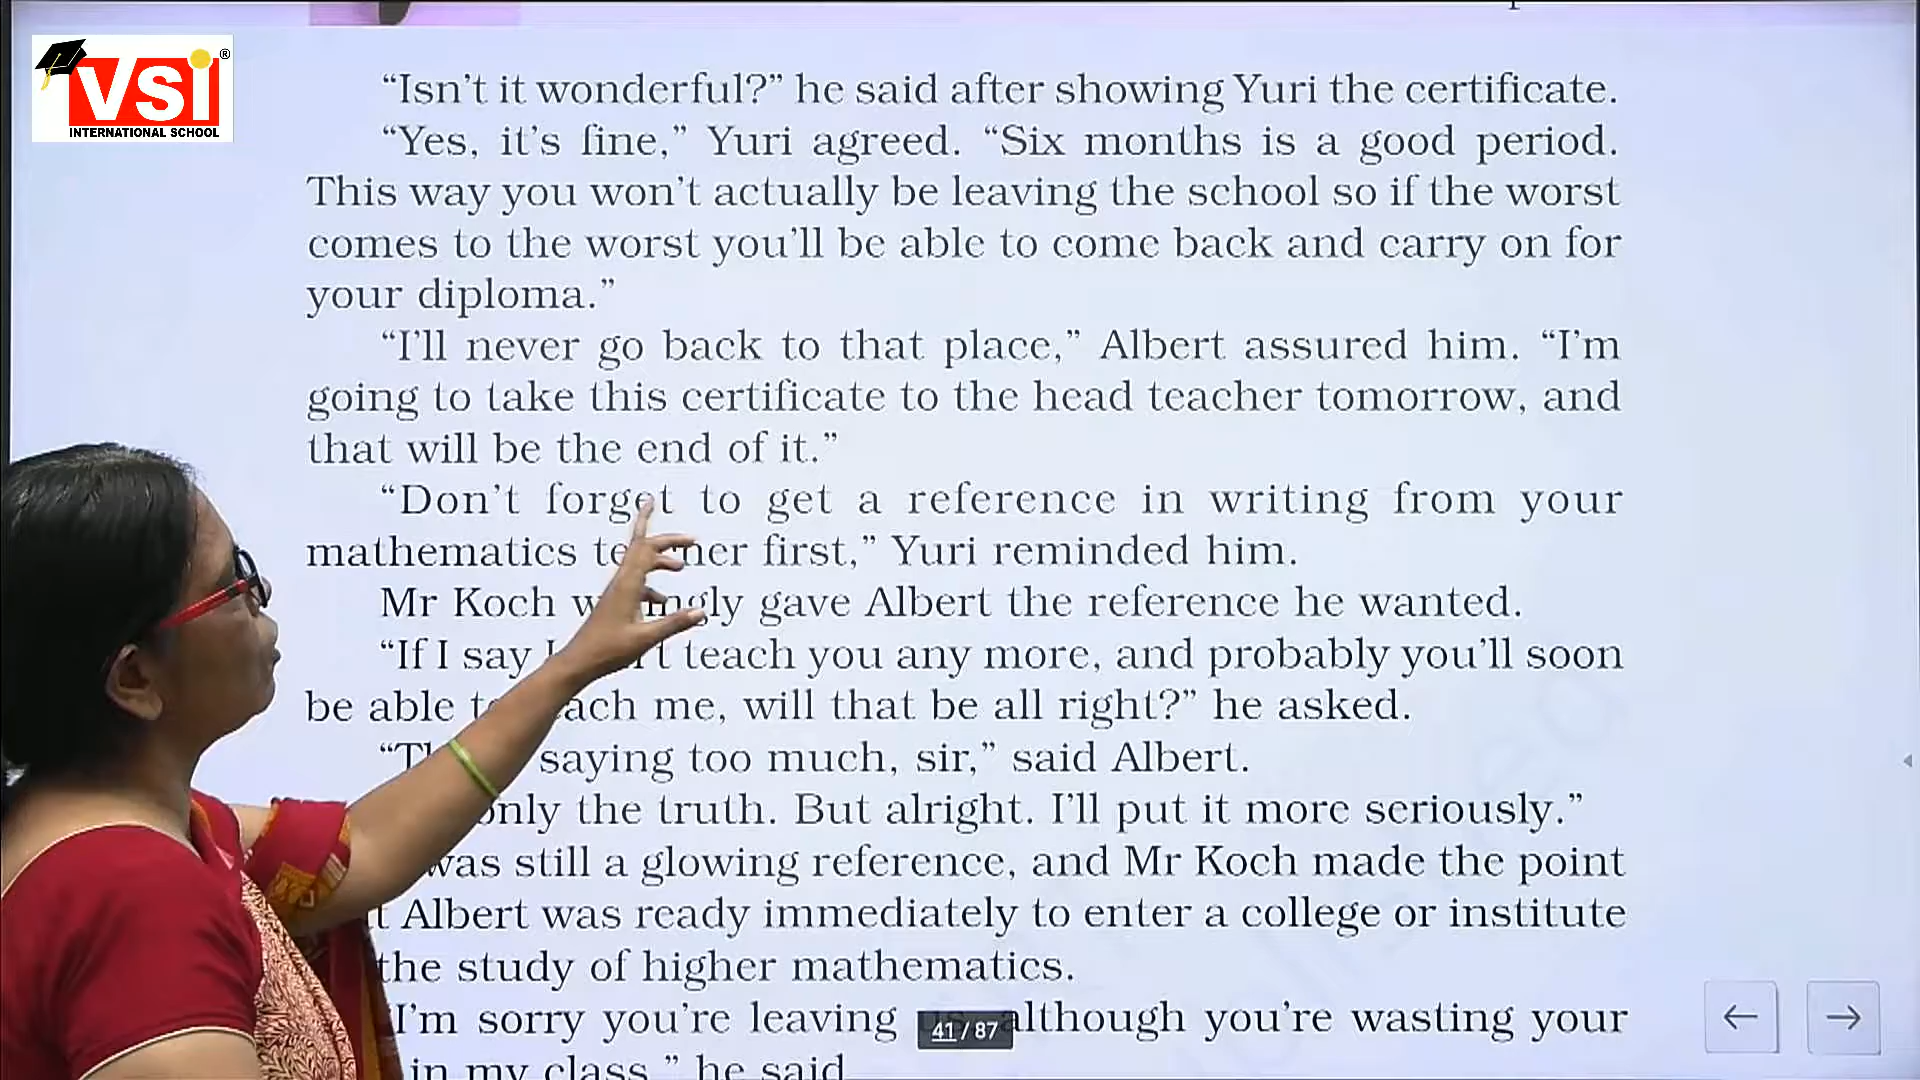 VSI
®
INTERNATIONAL SCHOOL
“Isn’t it wonderful?” he said after showing Yuri the certificate.
“Yes, it’s fine,” Yuri agreed. “Six months is a good period.
This way you won’t actually be leaving the school so if the worst
comes to the worst you’ll be able to come back and carry on for
your diploma.”
“I’ll never go back to that place,” Albert assured him. “I’m
going to take this certificate to the head teacher tomorrow, and
that will be the end of it.”
“Don’t forget to get a reference in writing from your
mathematics first,” Yuri reminded him.
Mr Koch gave Albert the reference he wanted.
“If I say teach you any more, and probably you’ll soon
be able me, will that be all right?” he asked.
saying too much, sir,” said Albert.
only the truth. But alright. I’ll put it more seriously.”
was still a glowing reference, and Mr Koch made the point
Albert was ready immediately to enter a college or institute
the study of higher mathematics.
I’m sorry you’re leaving although you’re wasting your
in my class,” he said
41 / 87